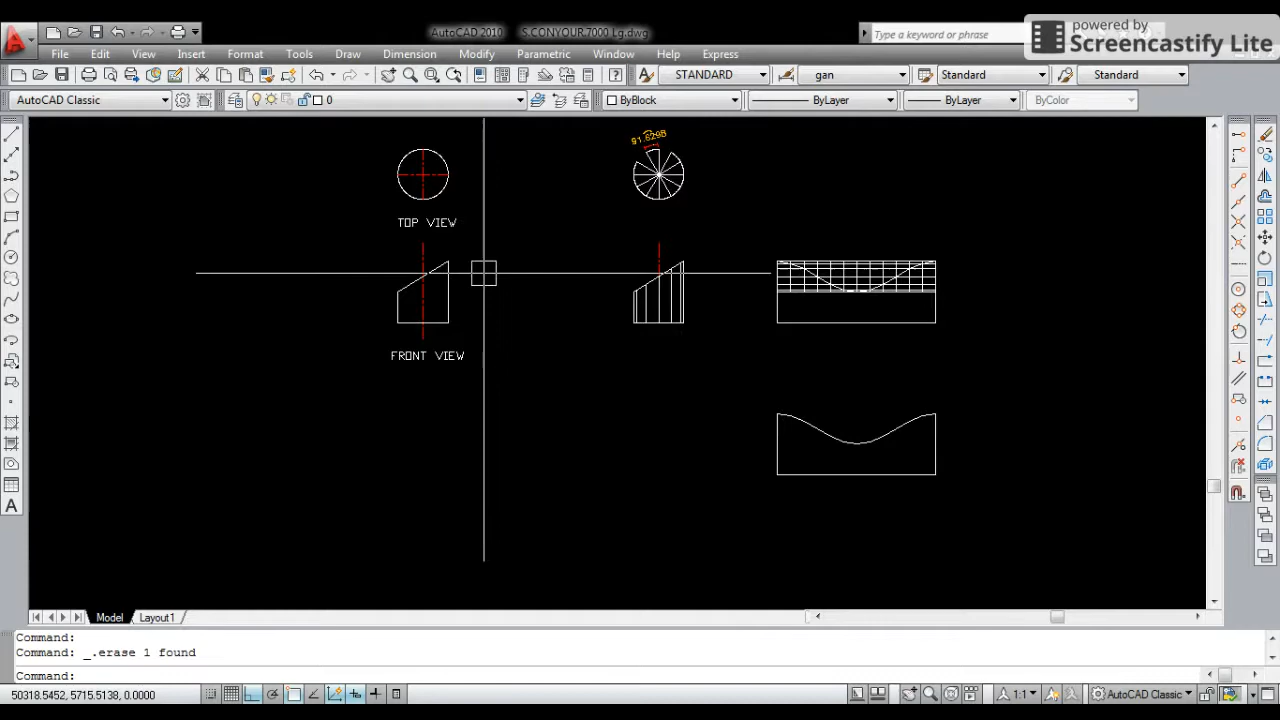 AutoCAD 2010 S.CONYOUR.7000 Lg.dwg
Type a keyword or phrase
powered by
Screencastify Lite
File Edit View Insert Format Tools Draw Dimension Modify Parametric Window Help Express
STANDARD gan Standard Standard
AutoCAD Classic 0 ByBlock ByLayer ByLayer ByColor
TOP VIEW
FRONT VIEW
Model Layout1
Command:
Command: _.erase 1 found
Command:
50318.5452, 5715.5138, 0.0000 1:1 AutoCAD Classic